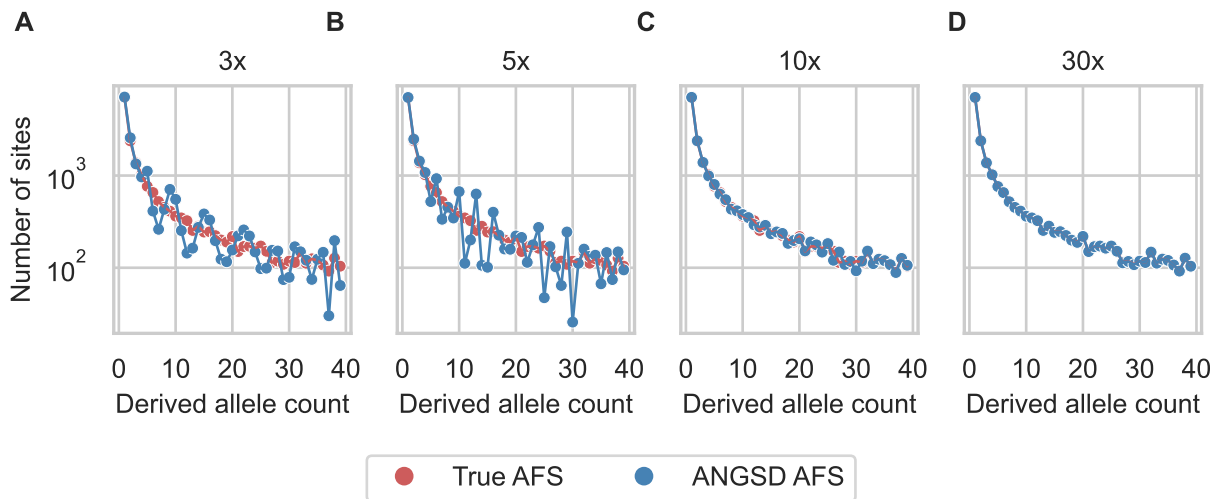 A B C D
3x 5x 10x 30x
Number of sites
10^3
10^2
0 10 20 30 40 0 10 20 30 40 0 10 20 30 40 0 10 20 30 40
Derived allele count Derived allele count Derived allele count Derived allele count
True AFS ANGSD AFS